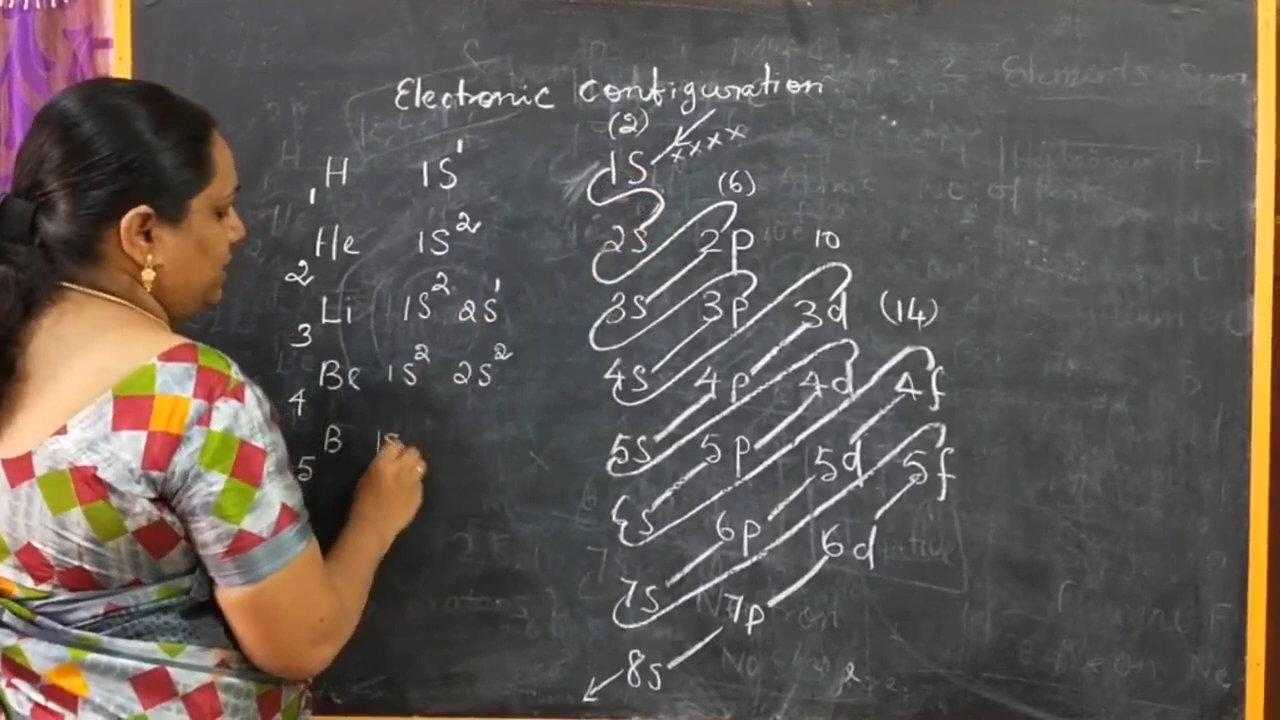 Electronic Configuration
(2)
1H 1S¹ 1S xxxx
(6)
2He 1S² 2S 2p 10
3Li 1S² 2S¹ 3s 3p 3d (14)
4Be 1S² 2S² 4s 4p 4d 4f
5B 1S 5s 5p 5d 5f
6s 6p 6d
7s 7p
8s